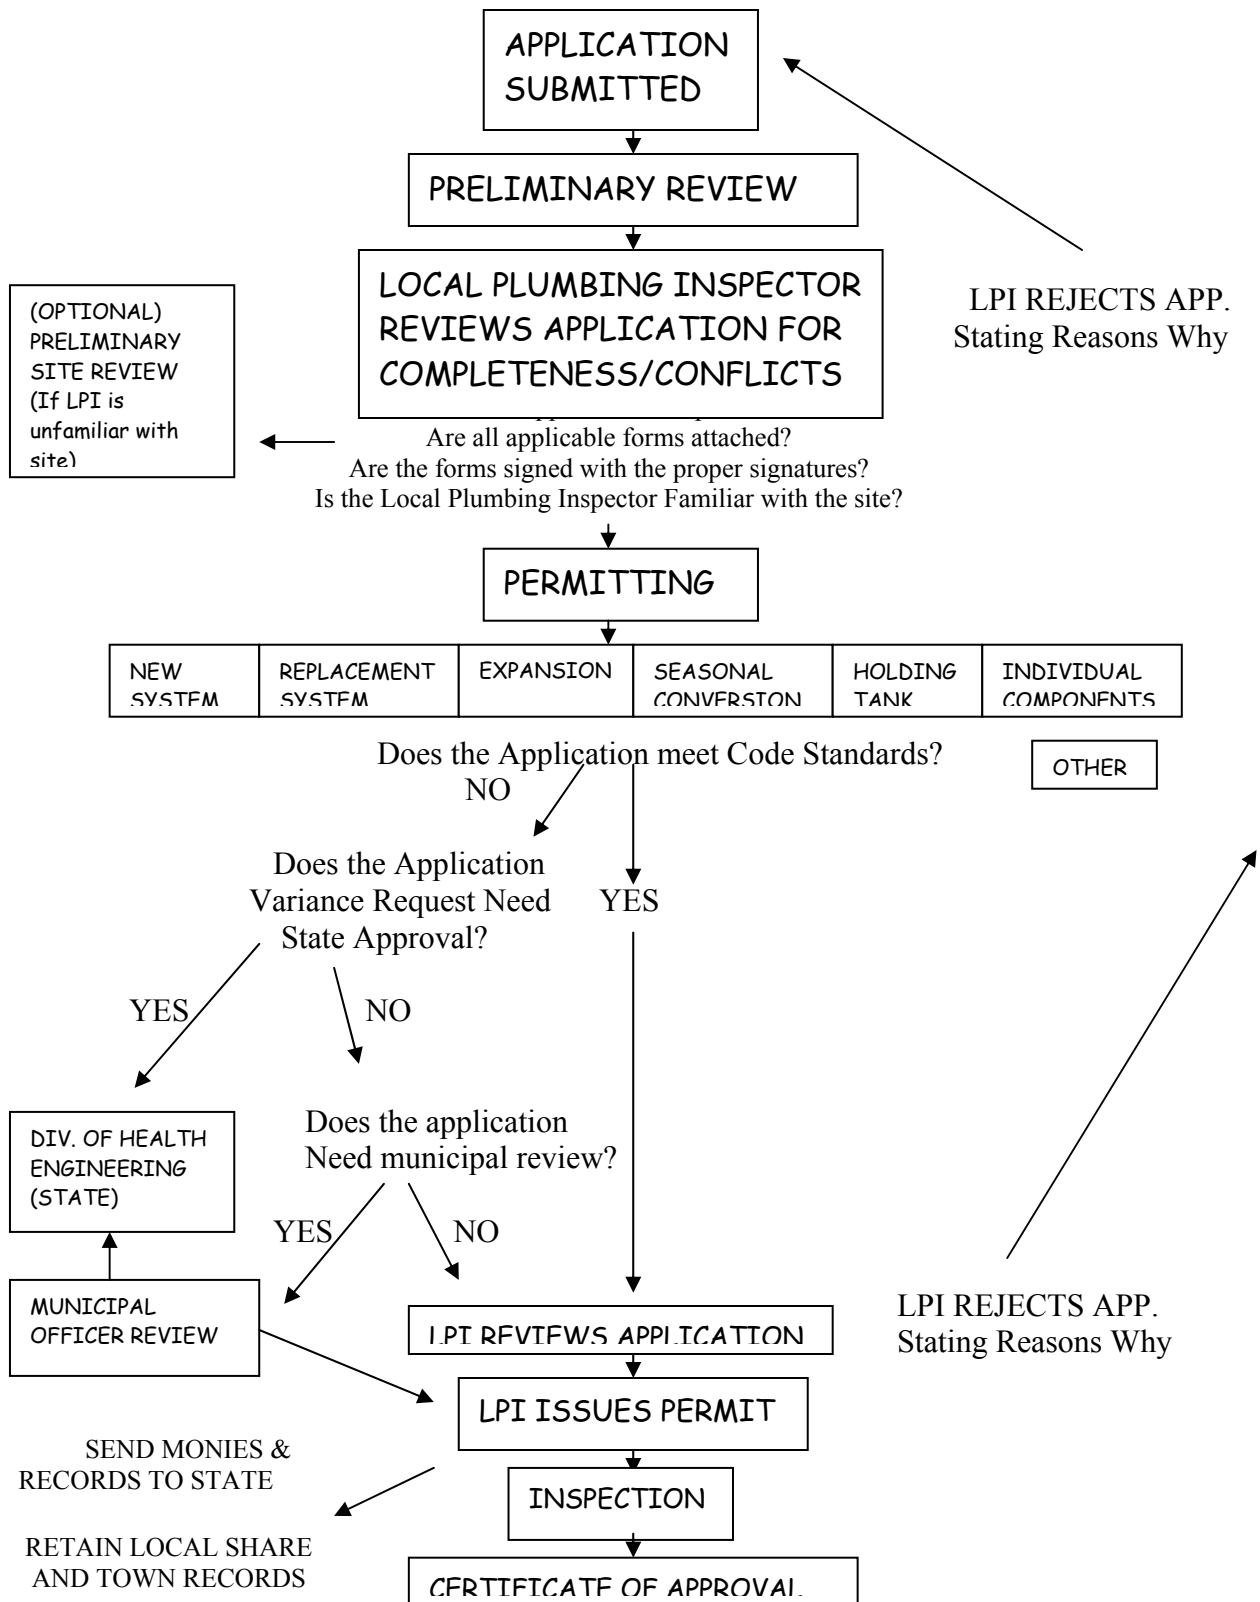 APPLICATION
SUBMITTED
PRELIMINARY REVIEW
LOCAL PLUMBING INSPECTOR
REVIEWS APPLICATION FOR
COMPLETENESS/CONFLICTS
LPI REJECTS APP.
Stating Reasons Why
(OPTIONAL)
PRELIMINARY
SITE REVIEW
(If LPI is
unfamiliar with
site)
Are all applicable forms attached?
Are the forms signed with the proper signatures?
Is the Local Plumbing Inspector Familiar with the site?
PERMITTING
NEW
SYSTEM
REPLACEMENT
SYSTEM
EXPANSION
SEASONAL
CONVERSION
HOLDING
TANK
INDIVIDUAL
COMPONENTS
Does the Application meet Code Standards?
OTHER
NO
Does the Application
Variance Request Need
State Approval?
YES
YES
NO
DIV. OF HEALTH
ENGINEERING
(STATE)
Does the application
Need municipal review?
YES
NO
MUNICIPAL
OFFICER REVIEW
LPI REVIEWS APPLICATION
LPI REJECTS APP.
Stating Reasons Why
LPI ISSUES PERMIT
SEND MONIES &
RECORDS TO STATE
INSPECTION
RETAIN LOCAL SHARE
AND TOWN RECORDS
CERTIFICATE OF APPROVAL